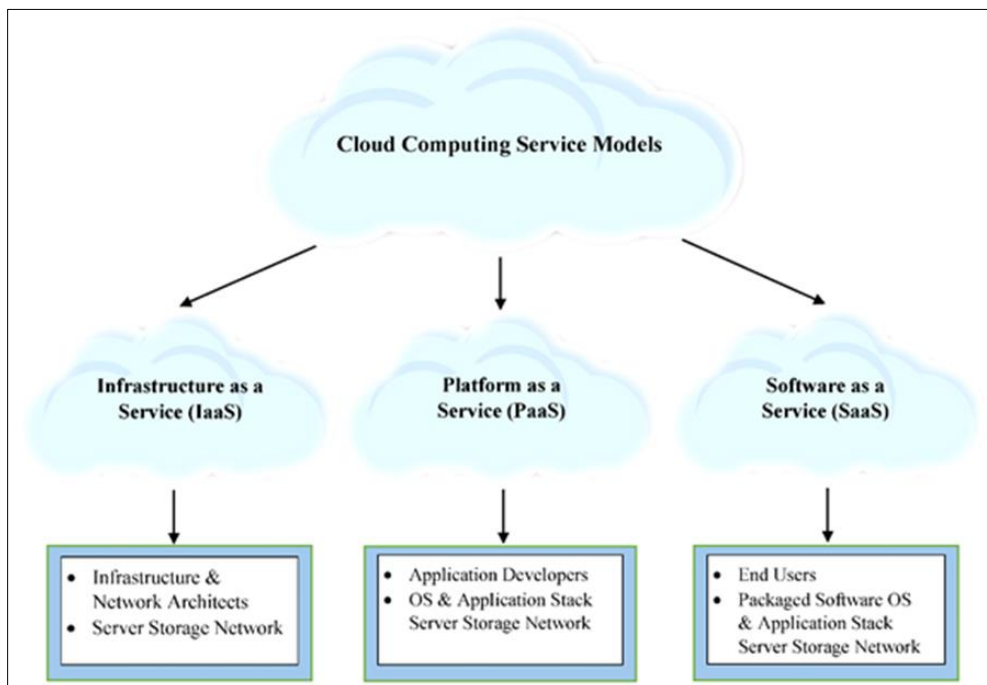 Cloud Computing Service Models
Infrastructure as a
Service (IaaS)
Platform as a
Service (PaaS)
Software as a
Service (SaaS)
• Infrastructure &
Network Architects
• Server Storage Network
• Application Developers
• OS & Application Stack
Server Storage Network
• End Users
• Packaged Software OS
& Application Stack
Server Storage Network